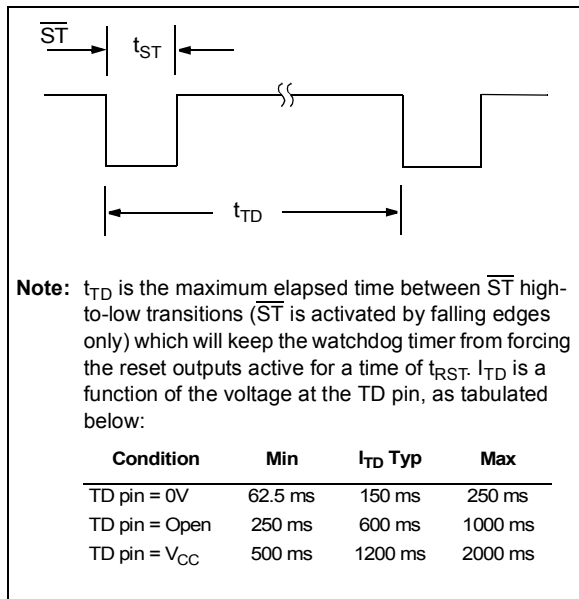 ST
tST
tTD
Note: tTD is the maximum elapsed time between ST high-
to-low transitions (ST is activated by falling edges
only) which will keep the watchdog timer from forcing
the reset outputs active for a time of tRST. ITD is a
function of the voltage at the TD pin, as tabulated
below:
Condition Min ITD Typ Max
TD pin = 0V 62.5 ms 150 ms 250 ms
TD pin = Open 250 ms 600 ms 1000 ms
TD pin = VCC 500 ms 1200 ms 2000 ms